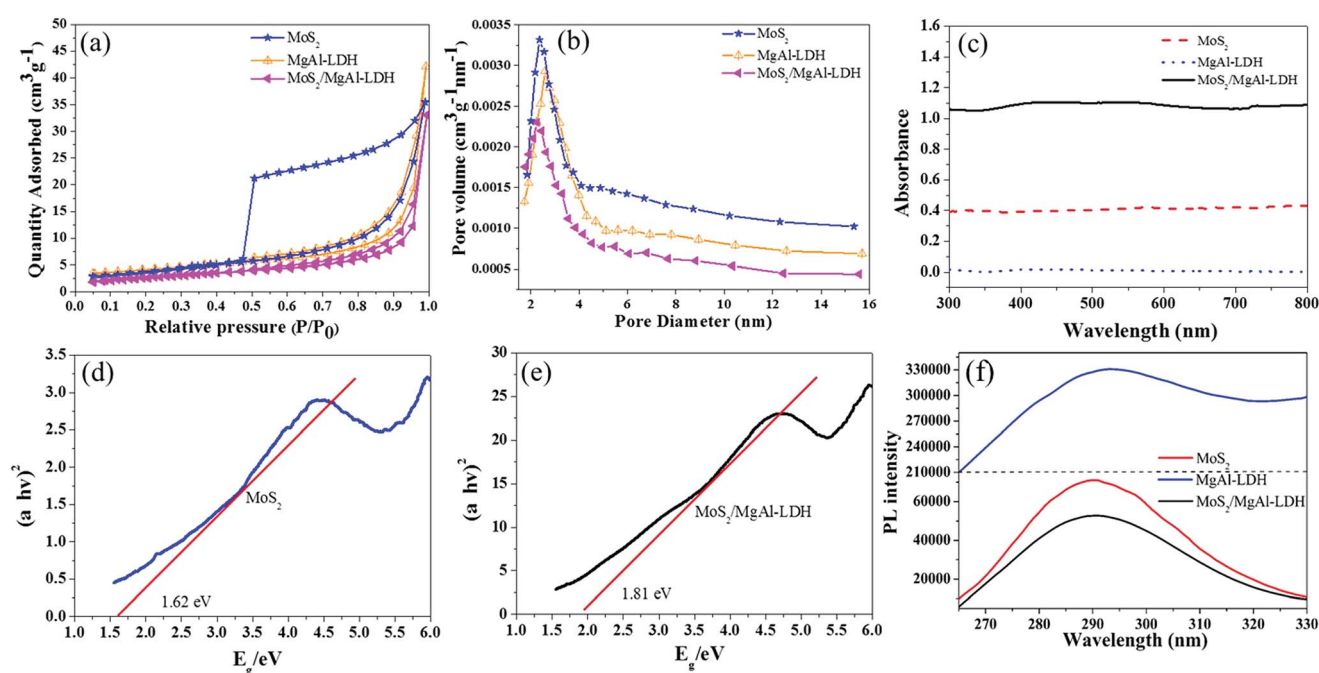 (a)
MoS2
MgAl-LDH
MoS2/MgAl-LDH
Quantity Adsorbed (cm3g-1)
50
45
40
35
30
25
20
15
10
5
0
0.0 0.1 0.2 0.3 0.4 0.5 0.6 0.7 0.8 0.9 1.0
Relative pressure (P/P0)
(b)
MoS2
MgAl-LDH
MoS2/MgAl-LDH
Pore volume (cm3g-1nm-1)
0.0035
0.0030
0.0025
0.0020
0.0015
0.0010
0.0005
2 4 6 8 10 12 14 16
Pore Diameter (nm)
(c)
MoS2
MgAl-LDH
MoS2/MgAl-LDH
Absorbance
1.6
1.4
1.2
1.0
0.8
0.6
0.4
0.2
0.0
300 400 500 600 700 800
Wavelength (nm)
(d)
(a hν)2
3.5
3.0
2.5
2.0
1.5
1.0
0.5
0.0
MoS2
1.62 eV
1.0 1.5 2.0 2.5 3.0 3.5 4.0 4.5 5.0 5.5 6.0
Eg/eV
(e)
(a hν)2
30
25
20
15
10
5
0
MoS2/MgAl-LDH
1.81 eV
1.0 1.5 2.0 2.5 3.0 3.5 4.0 4.5 5.0 5.5 6.0
Eg/eV
(f)
PL intensity
330000
300000
270000
240000
210000
60000
40000
20000
MoS2
MgAl-LDH
MoS2/MgAl-LDH
270 280 290 300 310 320 330
Wavelength (nm)